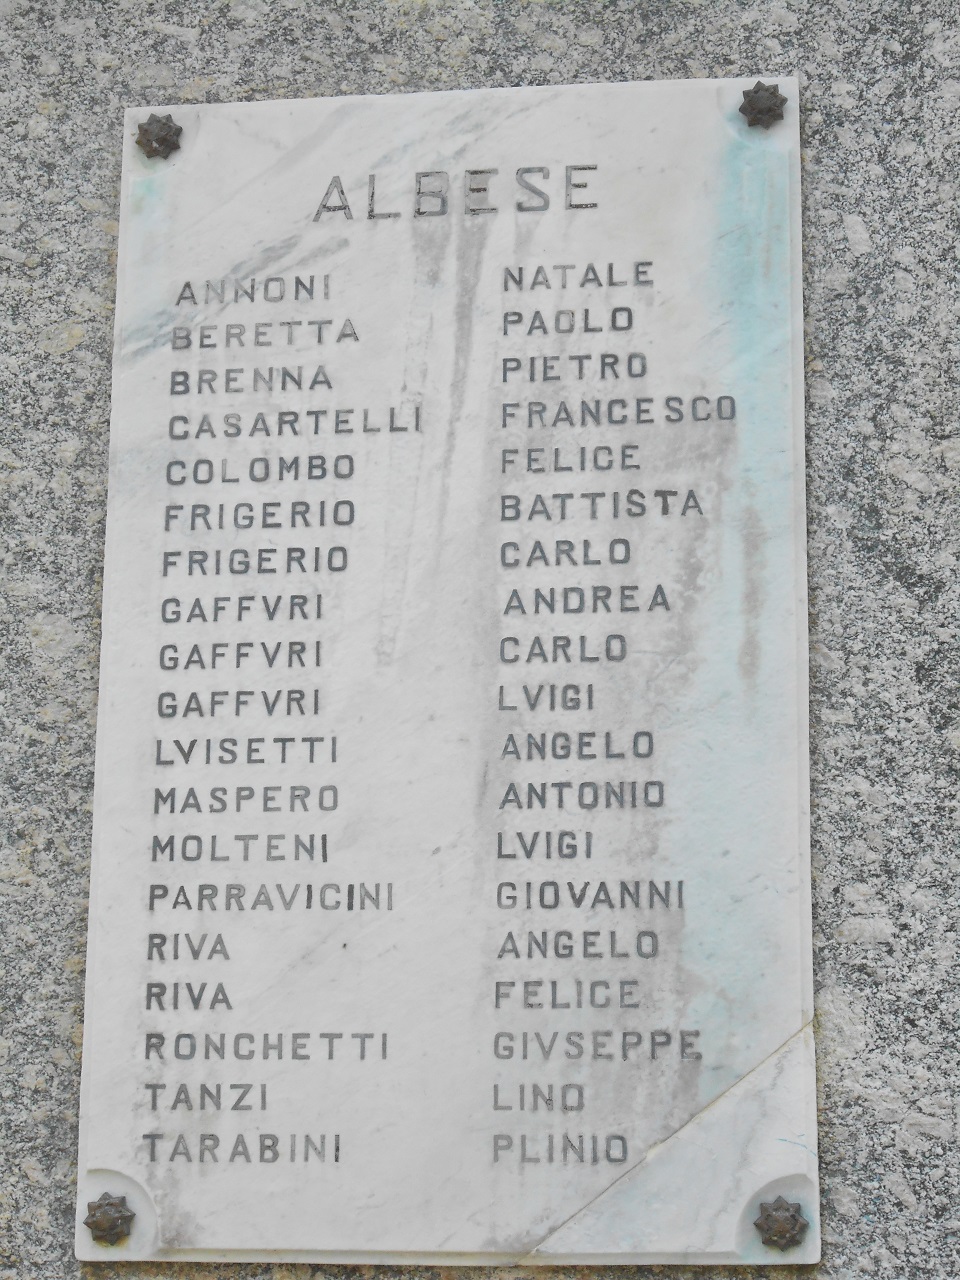 ALBESE
ANNONI NATALE
BERETTA PAOLO
BRENNA PIETRO
CASARTELLI FRANCESCO
COLOMBO FELICE
FRIGERIO BATTISTA
FRIGERIO CARLO
GAFFVRI ANDREA
GAFFVRI CARLO
GAFFVRI LVIGI
LVISETTI ANGELO
MASPERO ANTONIO
MOLTENI LVIGI
PARRAVICINI GIOVANNI
RIVA ANGELO
RIVA FELICE
RONCHETTI GIVSEPPE
TANZI LINO
TARABINI PLINIO